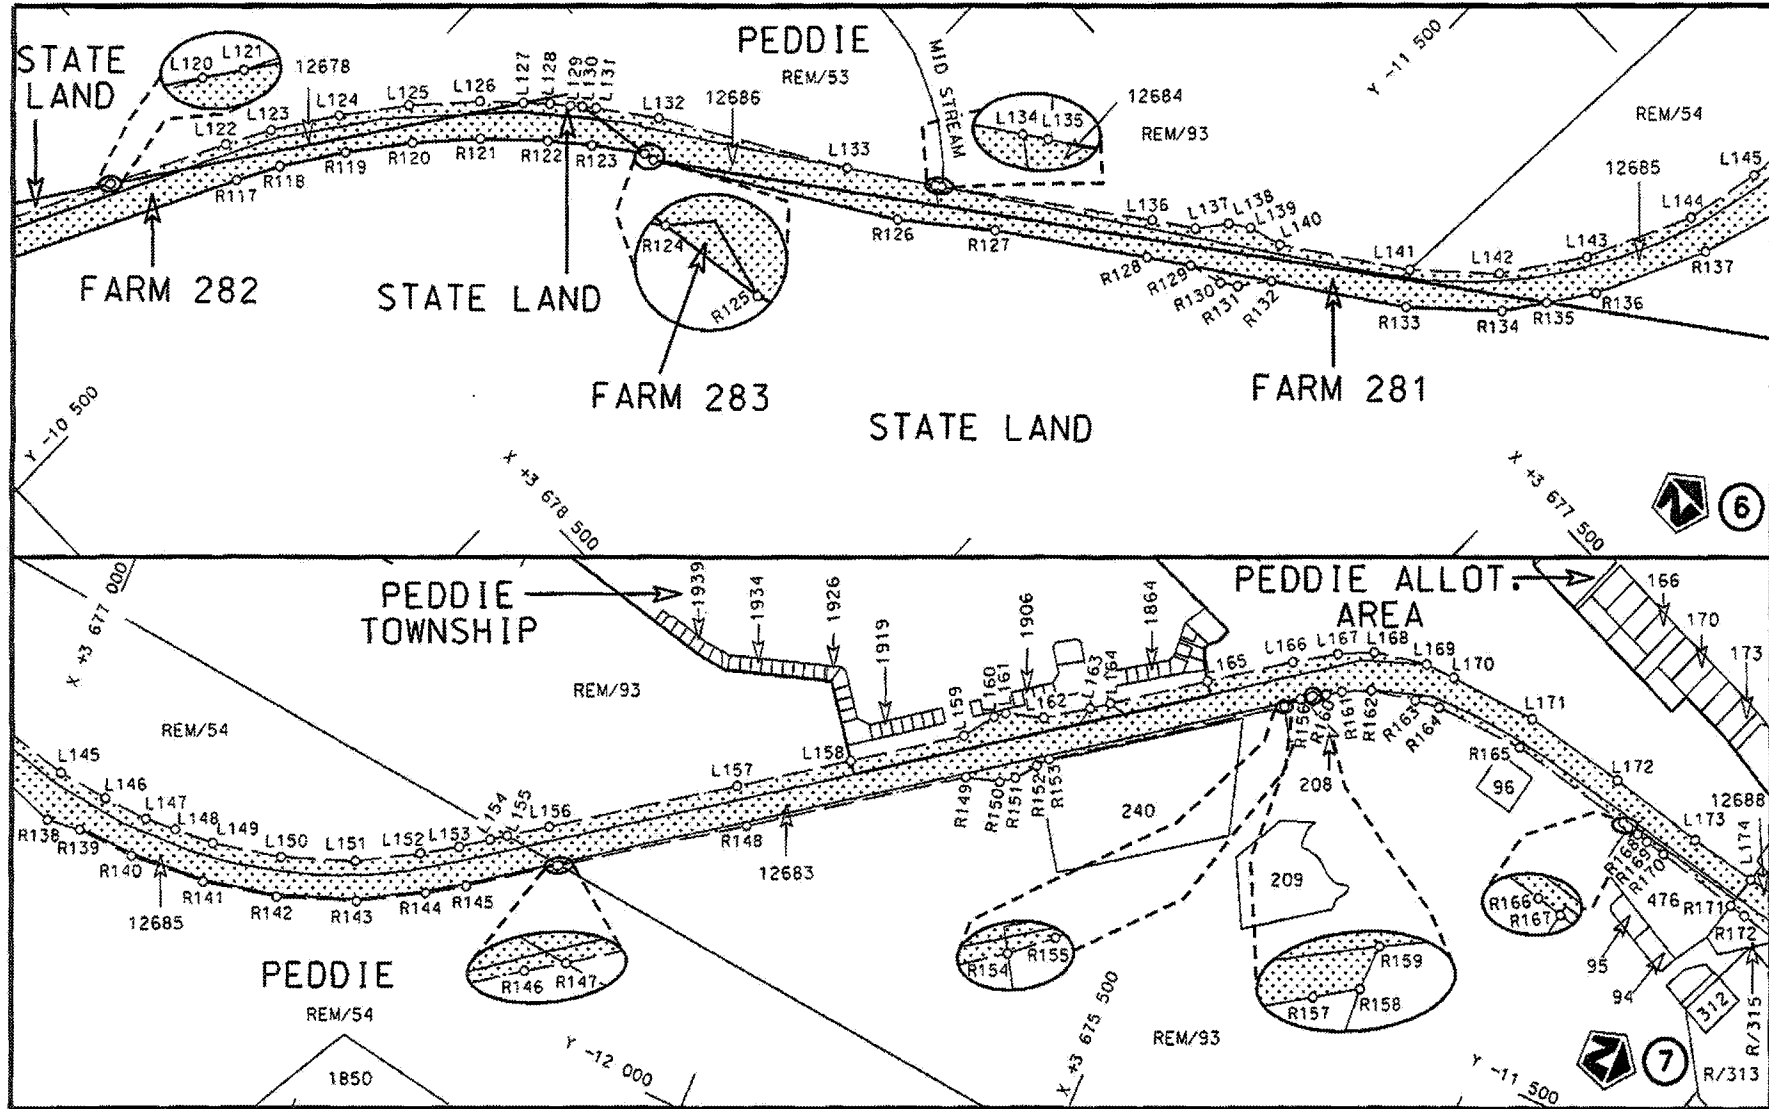 STATE
LAND
L120
L121
12678
L122
L123
L124
L125
L126
L127
L128
L129
L130
L131
PEDDIE
REM/53
12686
L132
L133
MID STREAM
L134
L135
12684
REM/93
Y -11 500
REM/54
12685
L136
L137
L138
L139
L140
L141
L142
L143
L144
L145
R117
R118
R119
R120
R121
R122
R123
R124
R125
R126
R127
R128
R129
R130
R131
R132
R133
R134
R135
R136
R137
FARM 282
STATE LAND
FARM 283
STATE LAND
FARM 281
Y -10 500
X +3 678 500
X +3 677 500
6
X +3 677 000
PEDDIE
TOWNSHIP
1939
1934
1926
1919
1906
1864
PEDDIE ALLOT.
AREA
166
170
173
REM/54
REM/93
L145
L146
L147
L148
L149
L150
L151
L152
L153
L154
L155
L156
L157
L158
L159
L160
L161
L162
L163
L164
L165
L166
L167
L168
L169
L170
L171
L172
L173
L174
12688
R138
R139
R140
R141
R142
R143
R144
R145
R146
R147
R148
R149
R150
R151
R152
R153
R154
R155
R156
R157
R158
R159
R160
R161
R162
R163
R164
R165
R166
R167
R168
R169
R170
R171
R172
12685
12683
240
208
209
96
476
95
94
312
R/315
R/313
PEDDIE
REM/54
1850
Y -12 000
X +3 675 500
REM/93
Y -11 500
7